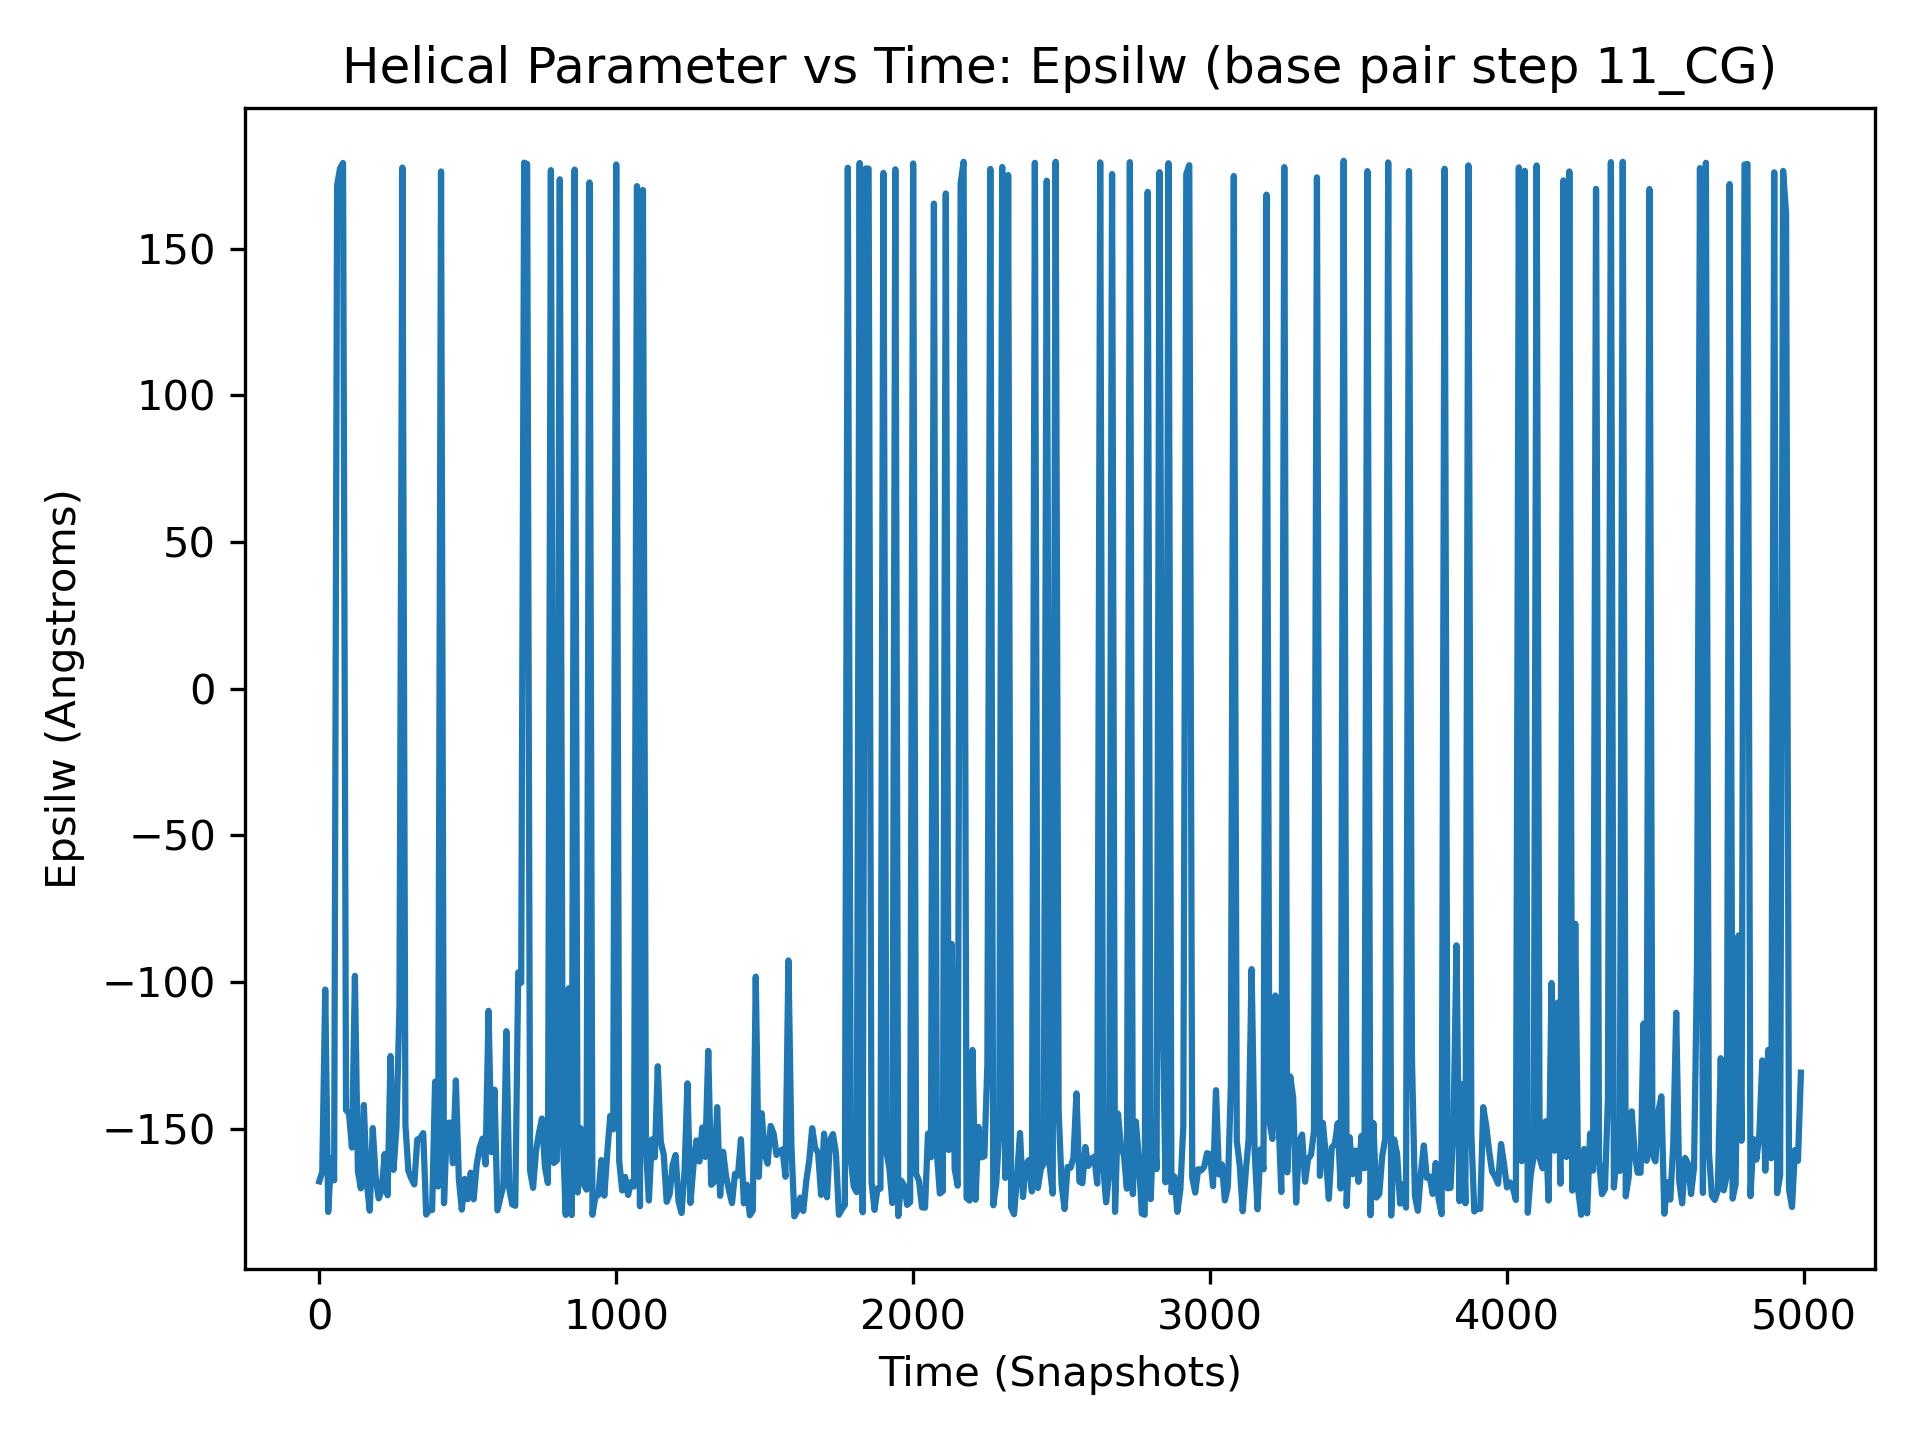 Helical Parameter vs Time: Epsilw (base pair step 11_CG)
Epsilw (Angstroms)
150
100
50
0
−50
−100
−150
0 1000 2000 3000 4000 5000
Time (Snapshots)